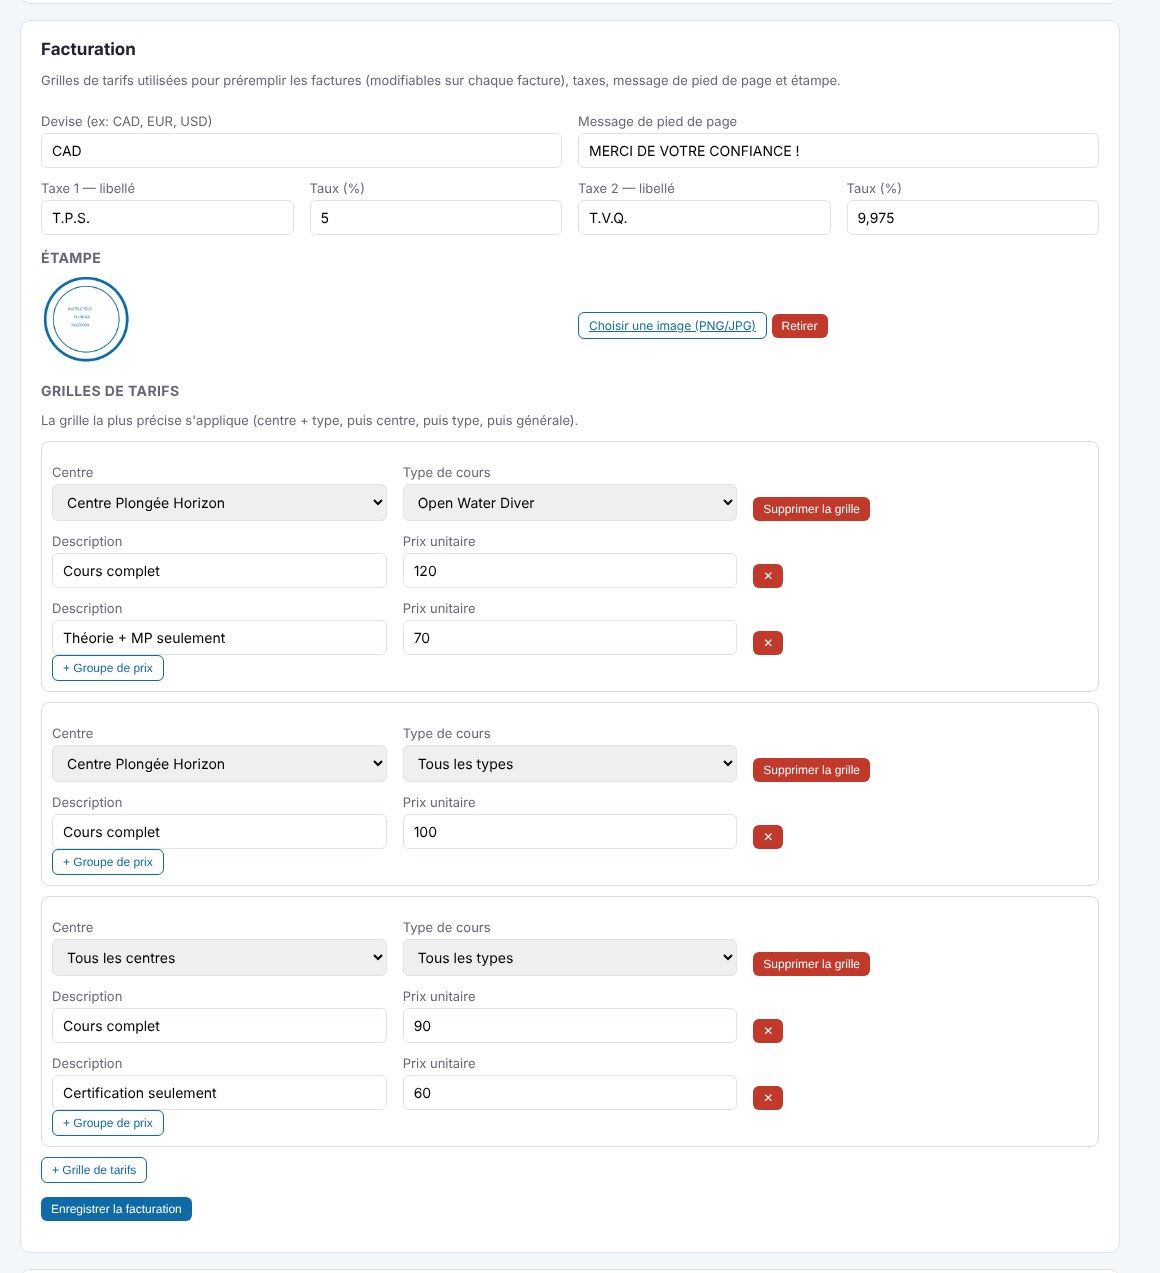 Facturation
Grilles de tarifs utilisées pour préremplir les factures (modifiables sur chaque facture), taxes, message de pied de page et étampe.
Devise (ex: CAD, EUR, USD) Message de pied de page
CAD MERCI DE VOTRE CONFIANCE !
Taxe 1 — libellé Taux (%) Taxe 2 — libellé Taux (%)
T.P.S. 5 T.V.Q. 9,975
ÉTAMPE
Choisir une image (PNG/JPG) Retirer
GRILLES DE TARIFS
La grille la plus précise s'applique (centre + type, puis centre, puis type, puis générale).
Centre Type de cours
Centre Plongée Horizon Open Water Diver Supprimer la grille
Description Prix unitaire
Cours complet 120 ×
Description Prix unitaire
Théorie + MP seulement 70 ×
+ Groupe de prix
Centre Type de cours
Centre Plongée Horizon Tous les types Supprimer la grille
Description Prix unitaire
Cours complet 100 ×
+ Groupe de prix
Centre Type de cours
Tous les centres Tous les types Supprimer la grille
Description Prix unitaire
Cours complet 90 ×
Description Prix unitaire
Certification seulement 60 ×
+ Groupe de prix
+ Grille de tarifs
Enregistrer la facturation